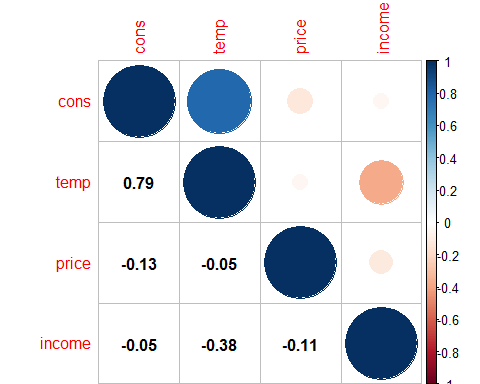 cons temp price income
cons
temp 0.79
price -0.13 -0.05
income -0.05 -0.38 -0.11
1
0.8
0.6
0.4
0.2
0
-0.2
-0.4
-0.6
-0.8
-1